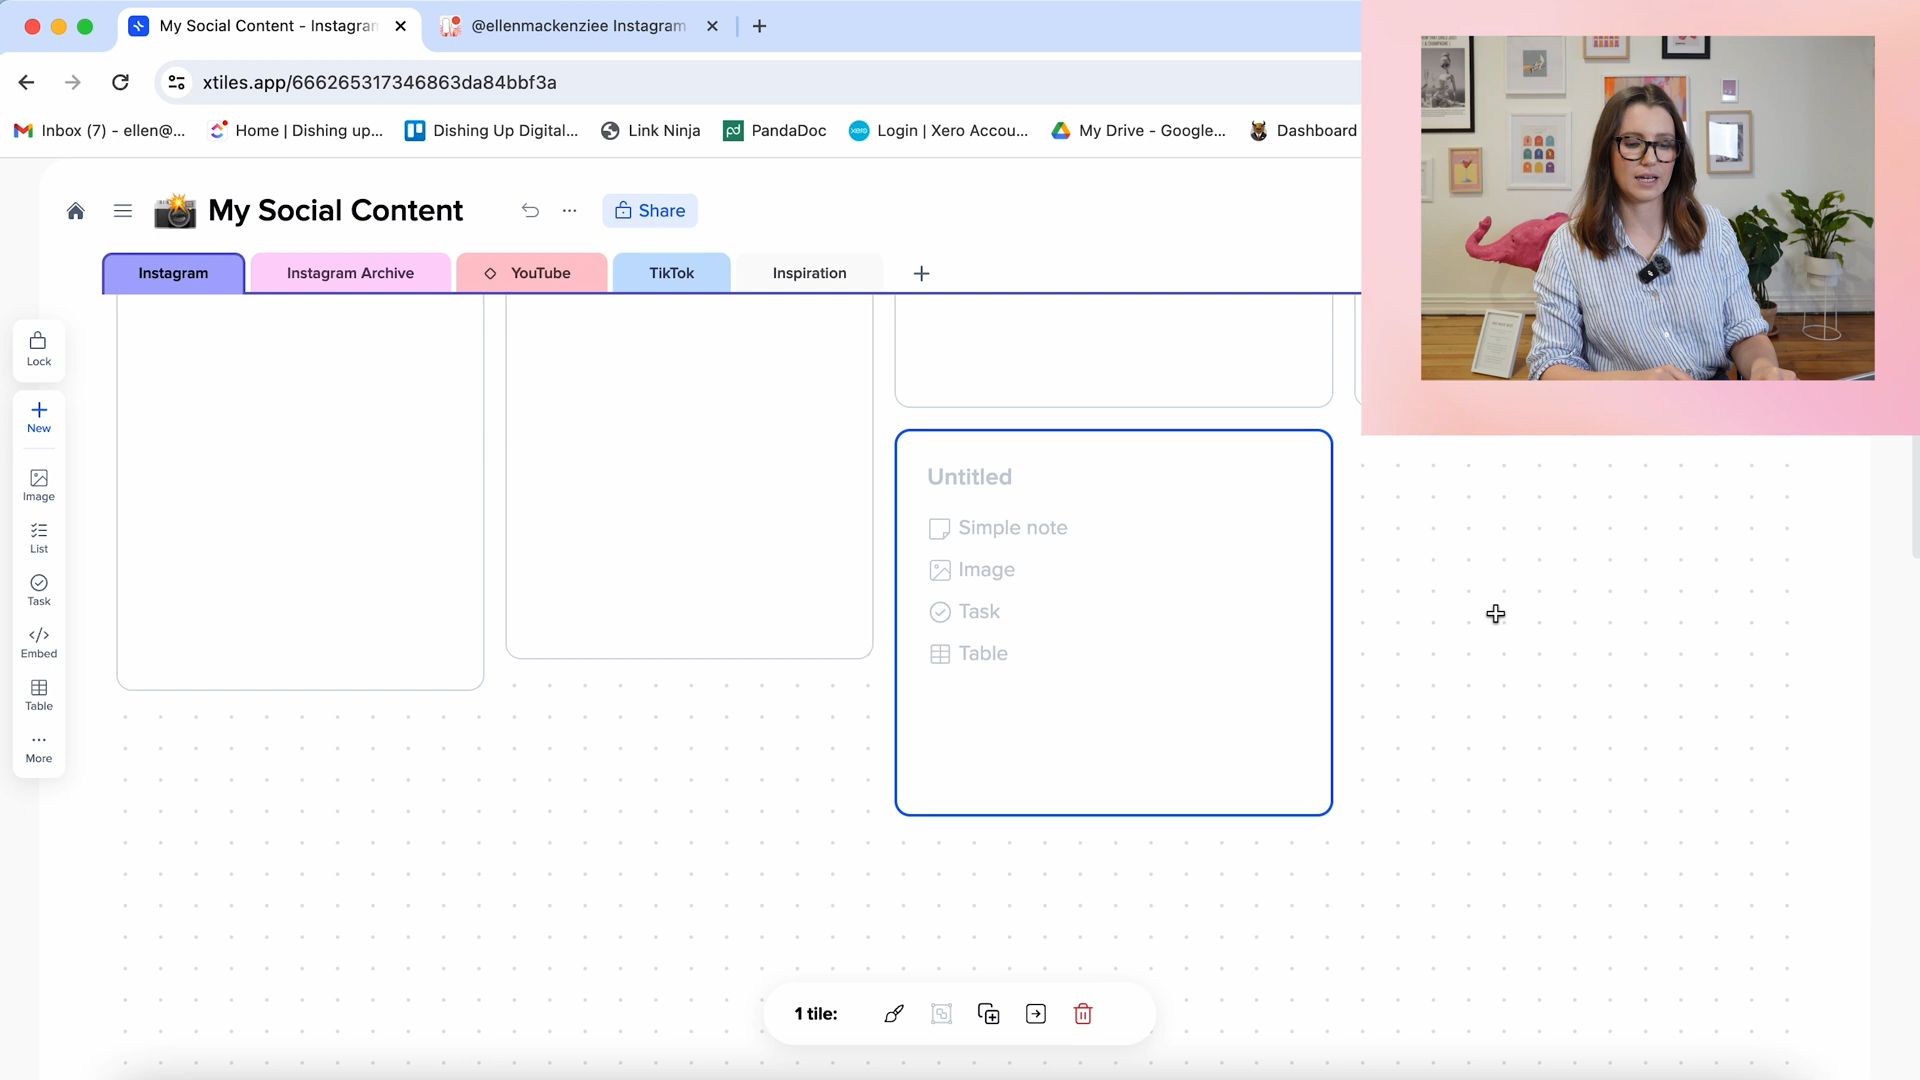 My Social Content - Instagram
@ellenmackenziee Instagram
xtiles.app/666265317346863da84bbf3a
Inbox (7) - ellen@...
Home | Dishing up...
Dishing Up Digital...
Link Ninja
PandaDoc
Login | Xero Accou...
My Drive - Google...
Dashboard
My Social Content
Share
Instagram
Instagram Archive
YouTube
TikTok
Inspiration
Lock
New
Image
List
Task
Embed
Table
More
Untitled
Simple note
Image
Task
Table
1 tile: